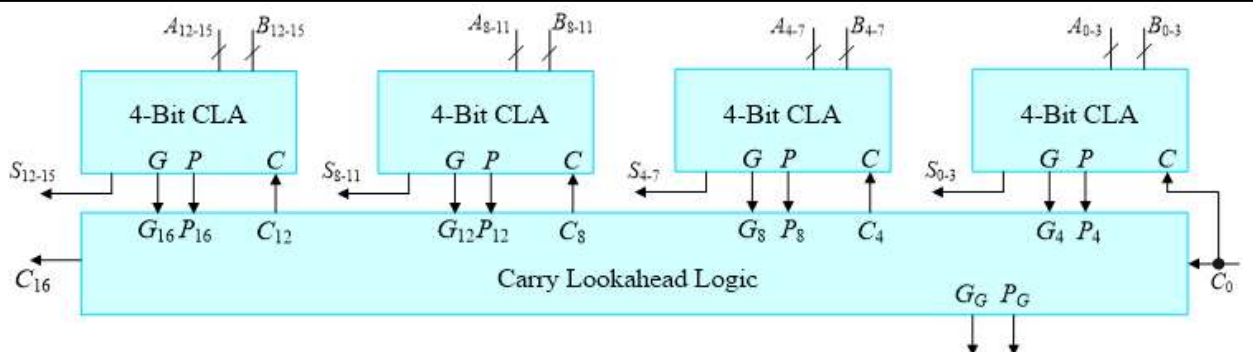 A₁₂₋₁₅ B₁₂₋₁₅ A₈₋₁₁ B₈₋₁₁ A₄₋₇ B₄₋₇ A₀₋₃ B₀₋₃
4-Bit CLA 4-Bit CLA 4-Bit CLA 4-Bit CLA
G P C G P C G P C G P C
S₁₂₋₁₅ S₈₋₁₁ S₄₋₇ S₀₋₃
G₁₆ P₁₆ C₁₂ G₁₂ P₁₂ C₈ G₈ P₈ C₄ G₄ P₄
C₁₆ Carry Lookahead Logic C₀
G_G P_G